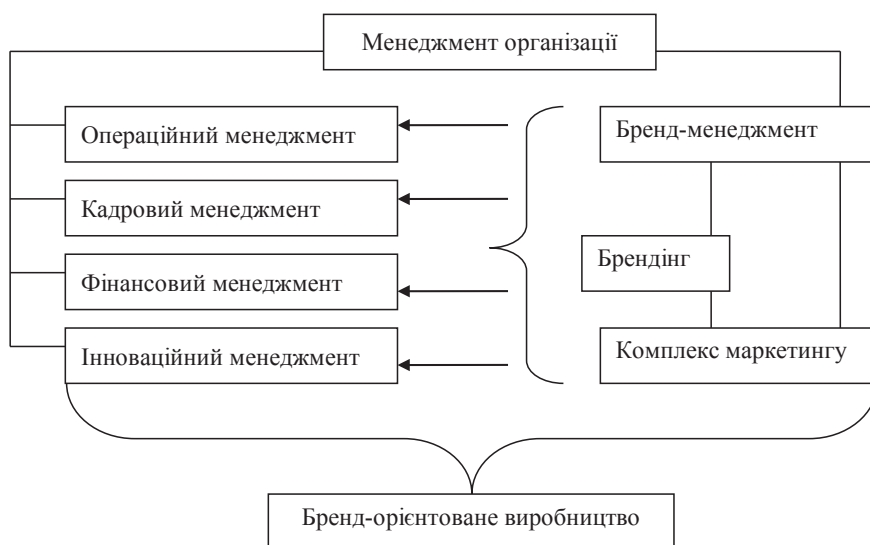 Менеджмент організації
Операційний менеджмент
Бренд-менеджмент
Кадровий менеджмент
Брендінг
Фінансовий менеджмент
Інноваційний менеджмент
Комплекс маркетингу
Бренд-орієнтоване виробництво